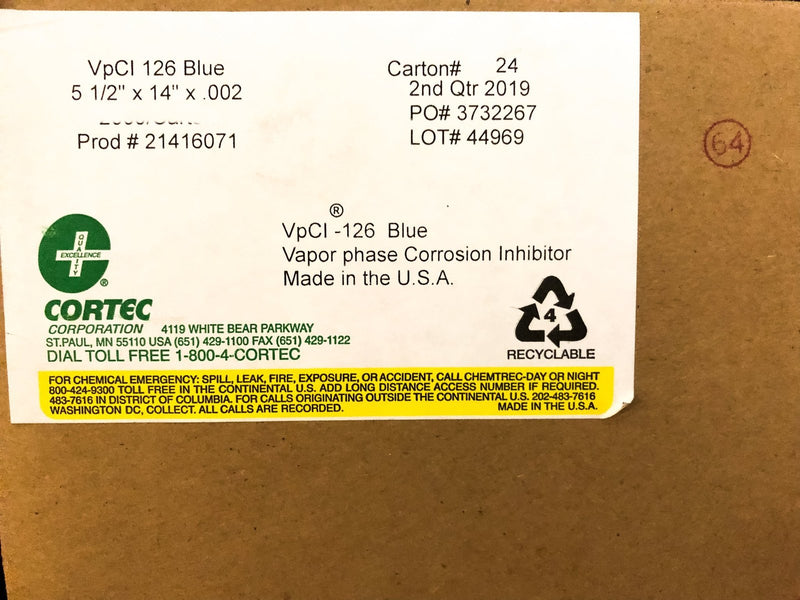 VpCI 126 Blue
5 1/2" x 14" x .002
Prod # 21416071
Carton# 24
2nd Qtr 2019
PO# 3732267
LOT# 44969
64
®
VpCI -126 Blue
Vapor phase Corrosion Inhibitor
Made in the U.S.A.
QUALITY
EXCELLENCE
®
CORTEC
CORPORATION 4119 WHITE BEAR PARKWAY
ST.PAUL, MN 55110 USA (651) 429-1100 FAX (651) 429-1122
DIAL TOLL FREE 1-800-4-CORTEC
4
RECYCLABLE
FOR CHEMICAL EMERGENCY: SPILL, LEAK, FIRE, EXPOSURE, OR ACCIDENT, CALL CHEMTREC-DAY OR NIGHT
800-424-9300 TOLL FREE IN THE CONTINENTAL U.S. ADD LONG DISTANCE ACCESS NUMBER IF REQUIRED.
483-7616 IN DISTRICT OF COLUMBIA. FOR CALLS ORIGINATING OUTSIDE THE CONTINENTAL U.S. 202-483-7616
WASHINGTON DC, COLLECT. ALL CALLS ARE RECORDED. MADE IN THE U.S.A.